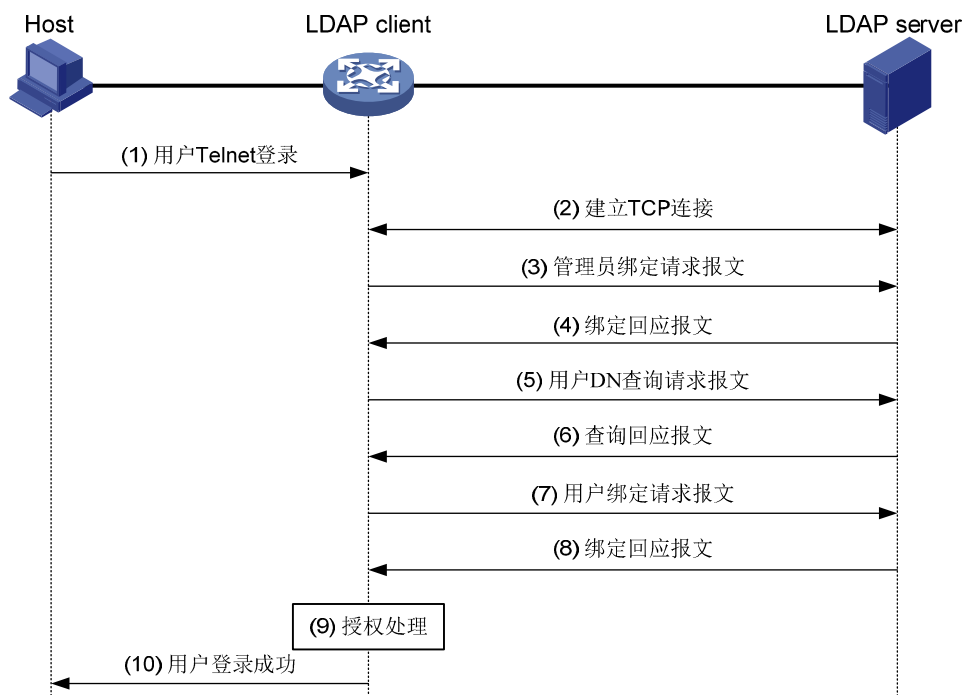 Host
LDAP client
LDAP server
(1) 用户Telnet登录
(2) 建立TCP连接
(3) 管理员绑定请求报文
(4) 绑定回应报文
(5) 用户DN查询请求报文
(6) 查询回应报文
(7) 用户绑定请求报文
(8) 绑定回应报文
(9) 授权处理
(10) 用户登录成功